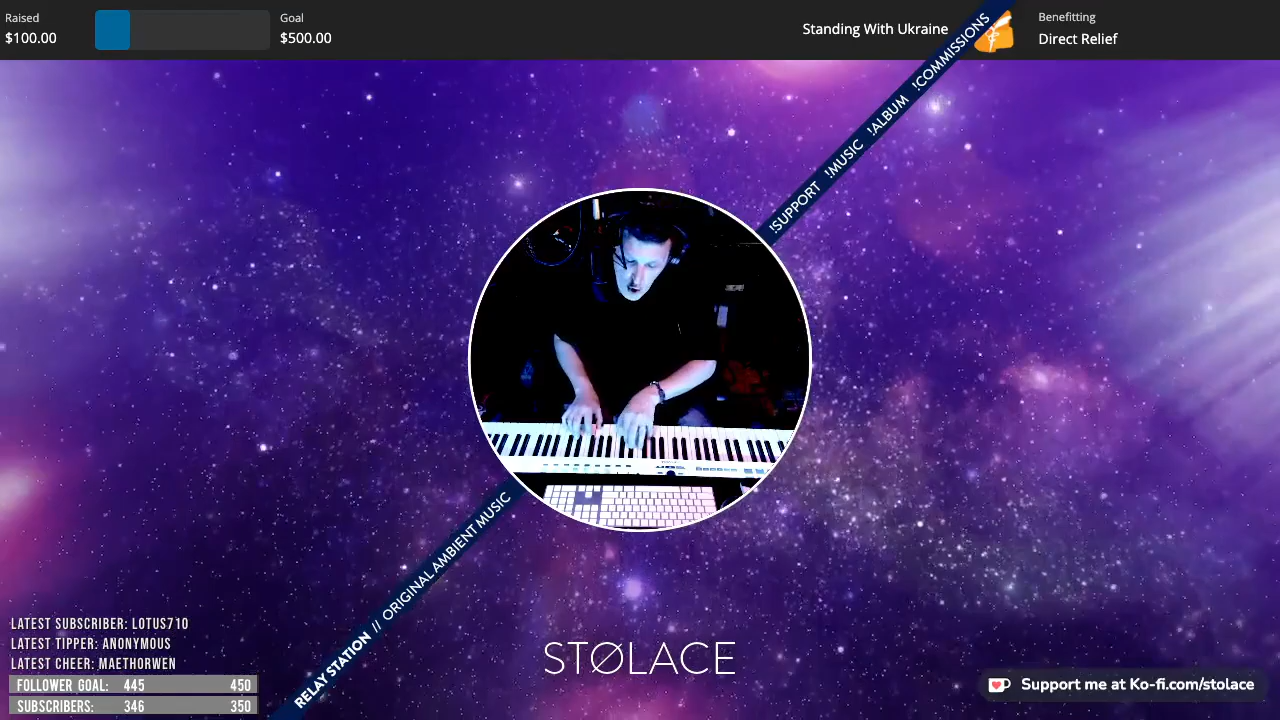 Raised
$100.00
Goal
$500.00
Standing With Ukraine
Benefitting
Direct Relief
!SUPPORT !MUSIC !ALBUM !COMMISSIONS
RELAY STATION // ORIGINAL AMBIENT MUSIC
STØLACE
LATEST SUBSCRIBER: LOTUS710
LATEST TIPPER: ANONYMOUS
LATEST CHEER: MAETHORWEN
FOLLOWER GOAL: 445 450
SUBSCRIBERS: 346 350
Support me at Ko-fi.com/stolace